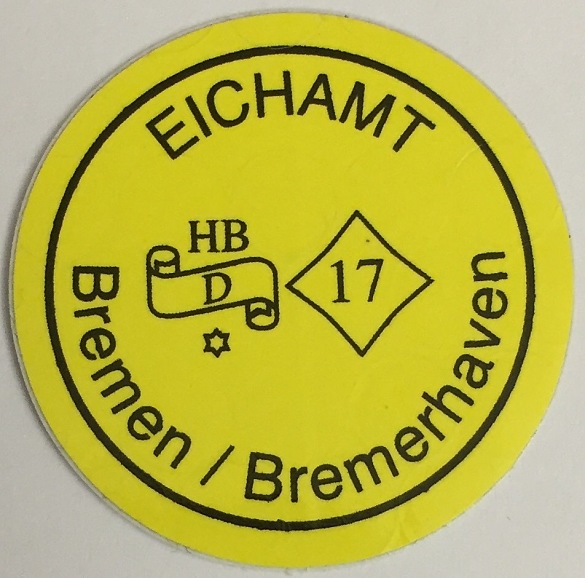 EICHAMT
HB
D
17
Bremen / Bremerhaven